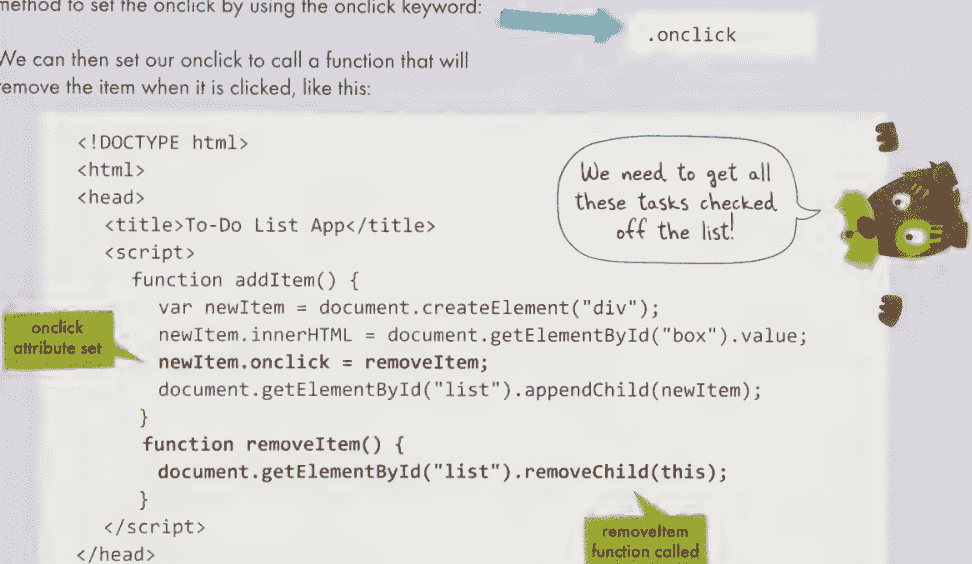 method to set the onclick by using the onclick keyword:
.onclick
We can then set our onclick to call a function that will
remove the item when it is clicked, like this:
<!DOCTYPE html>
<html>
<head>
<title>To-Do List App</title>
<script>
function addItem() {
var newItem = document.createElement("div");
newItem.innerHTML = document.getElementById("box").value;
newItem.onclick = removeItem;
document.getElementById("list").appendChild(newItem);
}
function removeItem() {
document.getElementById("list").removeChild(this);
}
</script>
</head>
We need to get all
these tasks checked
off the list!
onclick
attribute set
removeItem
function called